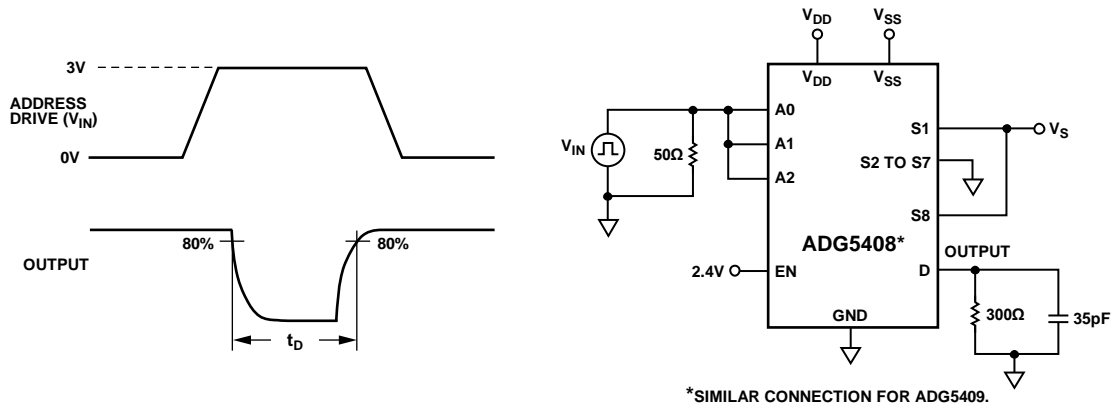 3V
ADDRESS
DRIVE (VIN)
0V
80%
80%
OUTPUT
tD
VDD
VSS
VDD
VSS
A0
A1
A2
VIN
50Ω
S1
VS
S2 TO S7
S8
ADG5408*
OUTPUT
2.4V
EN
D
GND
300Ω
35pF
*SIMILAR CONNECTION FOR ADG5409.